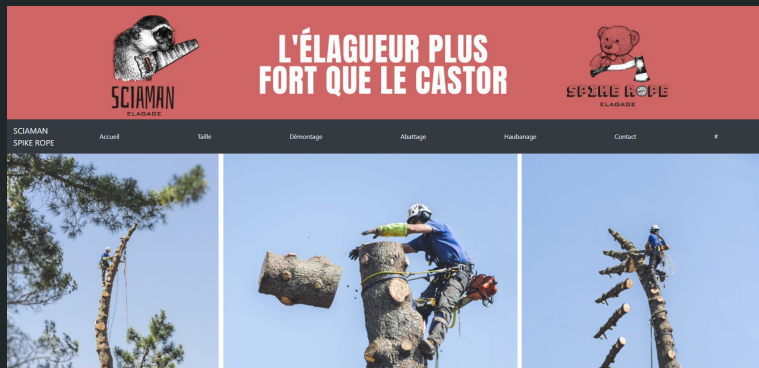 L'ÉLAGUEUR PLUS
FORT QUE LE CASTOR
SCIAMAN
ELAGAGE
SPIKE ROPE
ELAGAGE
SCIAMAN
SPIKE ROPE
Accueil
Taille
Démontage
Abattage
Haubanage
Contact
#